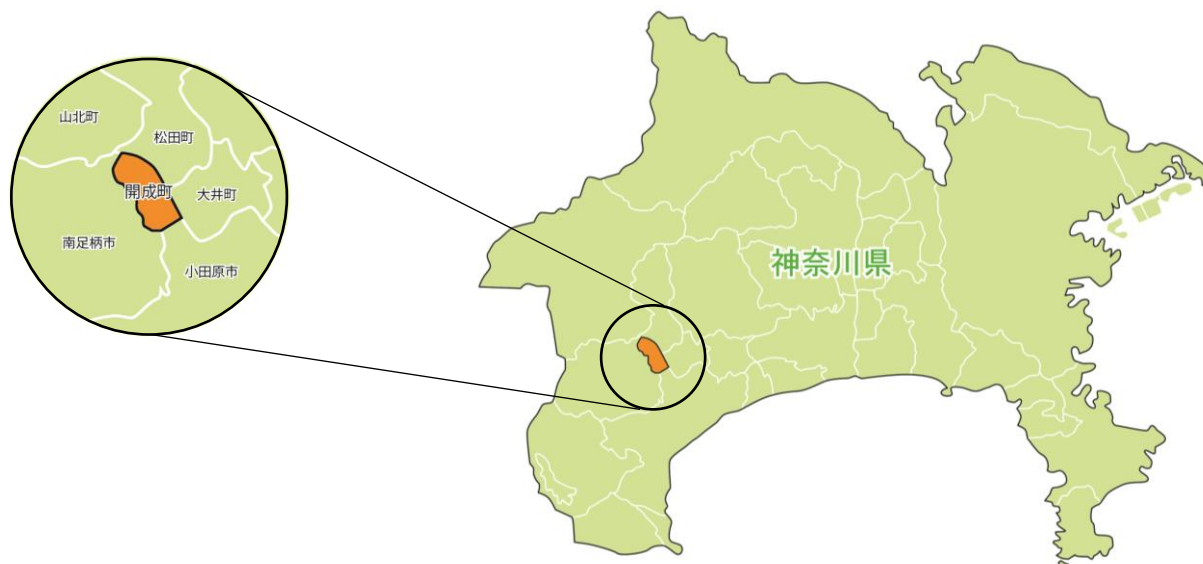 山北町
松田町
開成町
大井町
南足柄市
小田原市
神奈川県